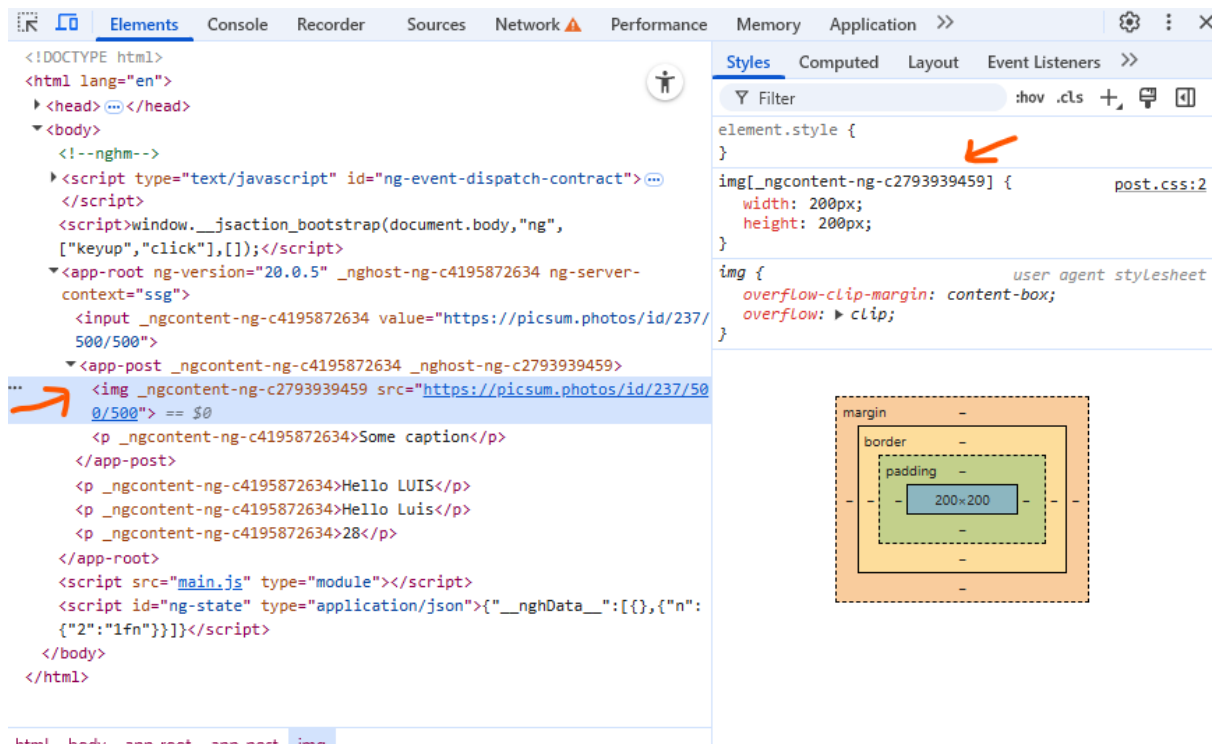 Elements Console Recorder Sources Network Performance Memory Application >>
<!DOCTYPE html>
<html lang="en">
<head> ⋯ </head>
<body>
<!--nghm-->
<script type="text/javascript" id="ng-event-dispatch-contract"> ⋯
</script>
<script>window.__jsaction_bootstrap(document.body,"ng",
["keyup","click"],[]);</script>
<app-root ng-version="20.0.5" _nghost-ng-c4195872634 ng-server-
context="ssg">
<input _ngcontent-ng-c4195872634 value="https://picsum.photos/id/237/
500/500">
<app-post _ngcontent-ng-c4195872634 _nghost-ng-c2793939459>
<img _ngcontent-ng-c2793939459 src="https://picsum.photos/id/237/50
0/500"> == $0
<p _ngcontent-ng-c4195872634>Some caption</p>
</app-post>
<p _ngcontent-ng-c4195872634>Hello LUIS</p>
<p _ngcontent-ng-c4195872634>Hello Luis</p>
<p _ngcontent-ng-c4195872634>28</p>
</app-root>
<script src="main.js" type="module"></script>
<script id="ng-state" type="application/json">{"__nghData__":[{},{"n":
{"2":"1fn"}}]}</script>
</body>
</html>
html body app-root app-post img
Styles Computed Layout Event Listeners >>
Filter :hov .cls
element.style {
}
img[_ngcontent-ng-c2793939459] { post.css:2
width: 200px;
height: 200px;
}
img { user agent stylesheet
overflow-clip-margin: content-box;
overflow: clip;
}
margin –
border –
padding –
– – – 200×200 – – –
–
–
–